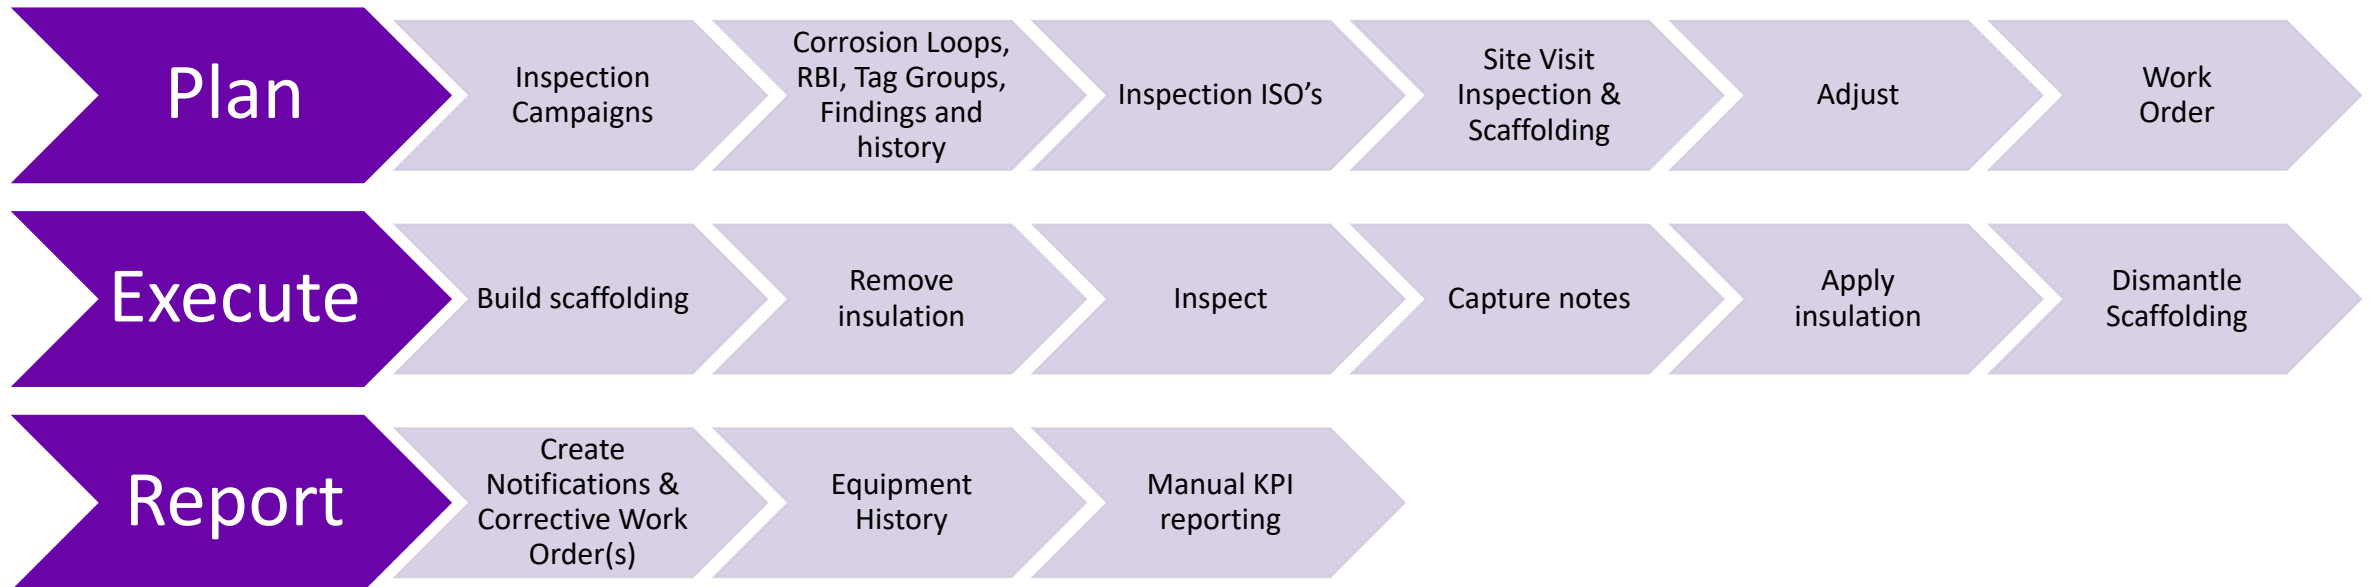 Plan
Inspection
Campaigns
Corrosion Loops,
RBI, Tag Groups,
Findings and
history
Inspection ISO’s
Site Visit
Inspection &
Scaffolding
Adjust
Work
Order
Execute
Build scaffolding
Remove
insulation
Inspect
Capture notes
Apply
insulation
Dismantle
Scaffolding
Report
Create
Notifications &
Corrective Work
Order(s)
Equipment
History
Manual KPI
reporting